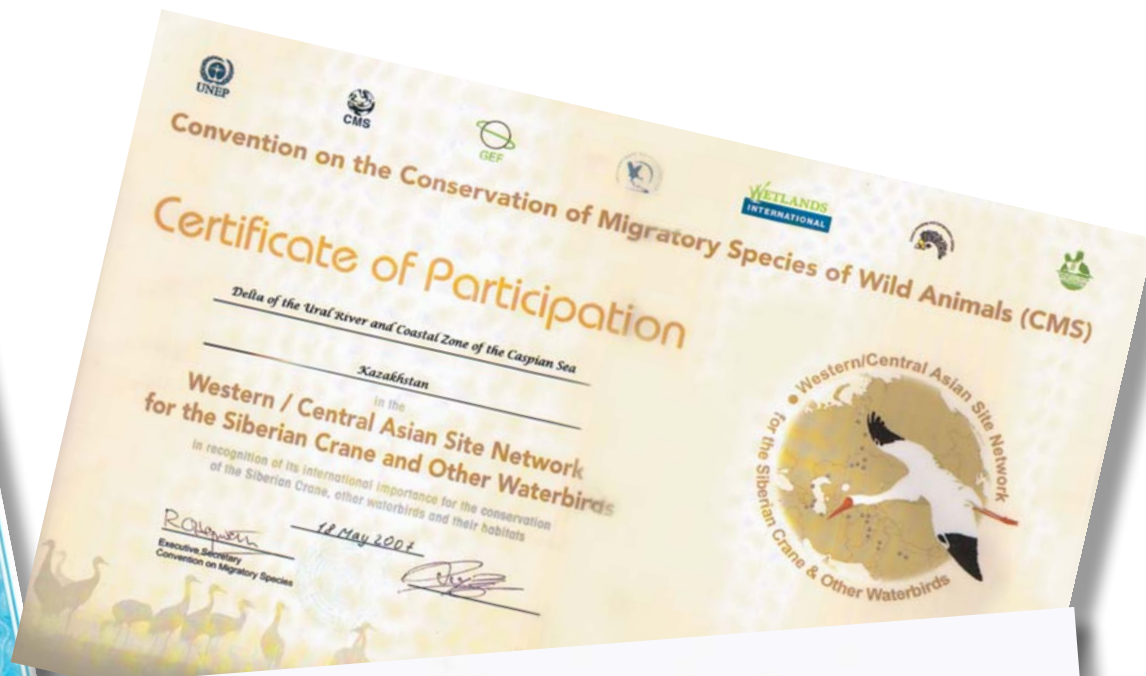 UNEP
CMS
GEF
WETLANDS
INTERNATIONAL
Convention on the Conservation of Migratory Species of Wild Animals (CMS)
Certificate of Participation
Delta of the Ural River and Coastal Zone of the Caspian Sea
Kazakhstan
in the
Western / Central Asian Site Network
for the Siberian Crane and Other Waterbirds
In recognition of its international importance for the conservation
of the Siberian Crane, other waterbirds and their habitats
18 May 2007
Executive Secretary
Convention on Migratory Species
Western/Central Asian Site Network
for the Siberian Crane & Other Waterbirds